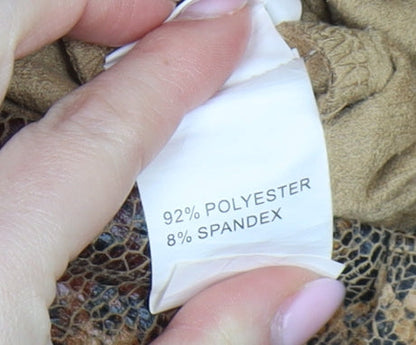 92% POLYESTER
8% SPANDEX